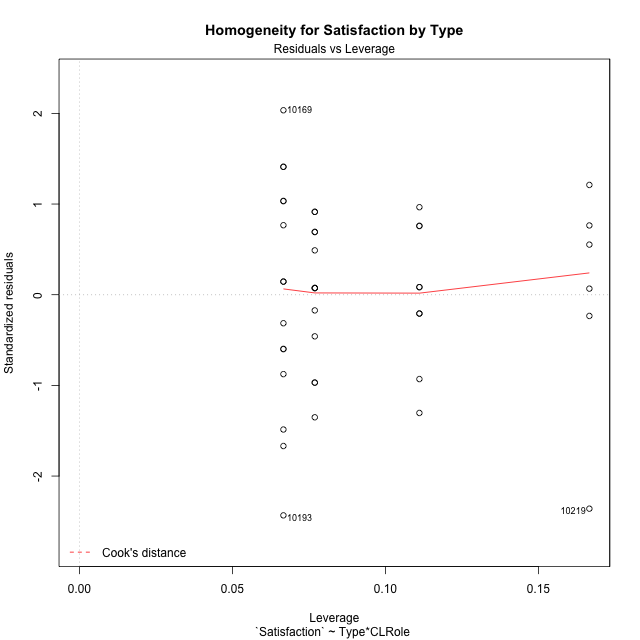 Homogeneity for Satisfaction by Type
Residuals vs Leverage
Standardized residuals
2
1
0
-1
-2
10169
10193
10219
Cook's distance
0.00 0.05 0.10 0.15
Leverage
`Satisfaction` ~ Type*CLRole